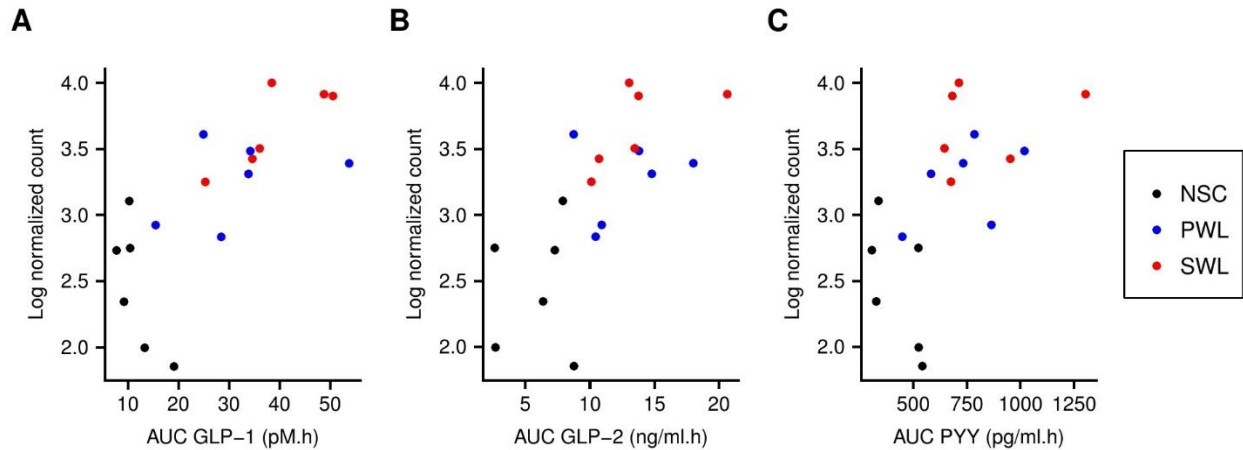 A
B
C
Log normalized count
4.0
3.5
3.0
2.5
2.0
10 20 30 40 50
AUC GLP−1 (pM.h)
Log normalized count
4.0
3.5
3.0
2.5
2.0
5 10 15 20
AUC GLP−2 (ng/ml.h)
Log normalized count
4.0
3.5
3.0
2.5
2.0
500 750 1000 1250
AUC PYY (pg/ml.h)
NSC
PWL
SWL